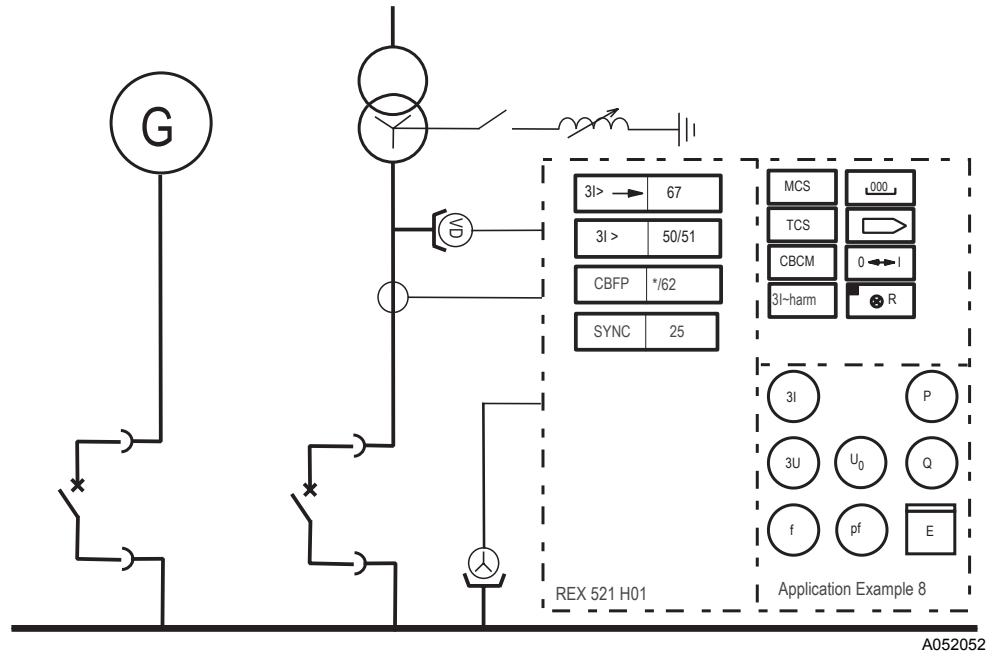 G
VD
3I> 67
3I > 50/51
CBFP */62
SYNC 25
MCS 000
TCS
CBCM 0 I
3I~harm R
3I P
3U U0 Q
f pf E
REX 521 H01
Application Example 8
A052052